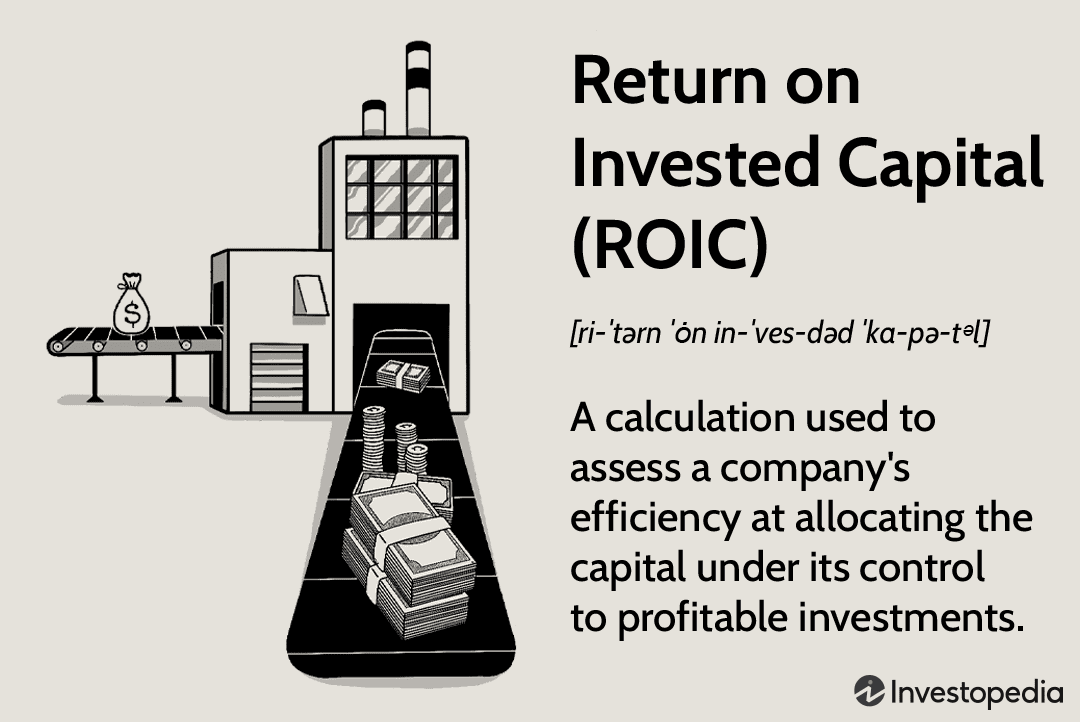 $
Return on
Invested Capital
(ROIC)
[ri-ˈtərn ˈȯn in-ˈves-dəd ˈka-pə-tᵊl]
A calculation used to
assess a company's
efficiency at allocating the
capital under its control
to profitable investments.
Investopedia